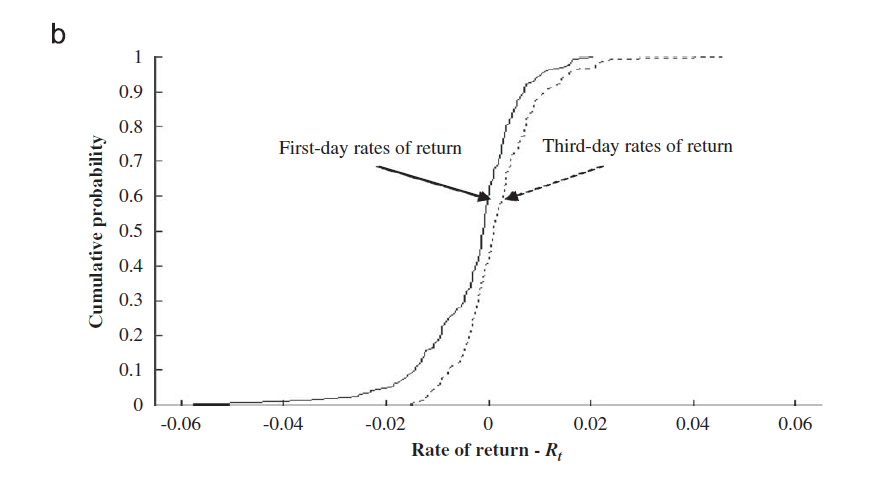 b
1
0.9
0.8
First-day rates of return
Third-day rates of return
0.7
0.6
0.5
0.4
0.3
0.2
0.1
0
Cumulative probability
-0.06 -0.04 -0.02 0 0.02 0.04 0.06
Rate of return - Rt